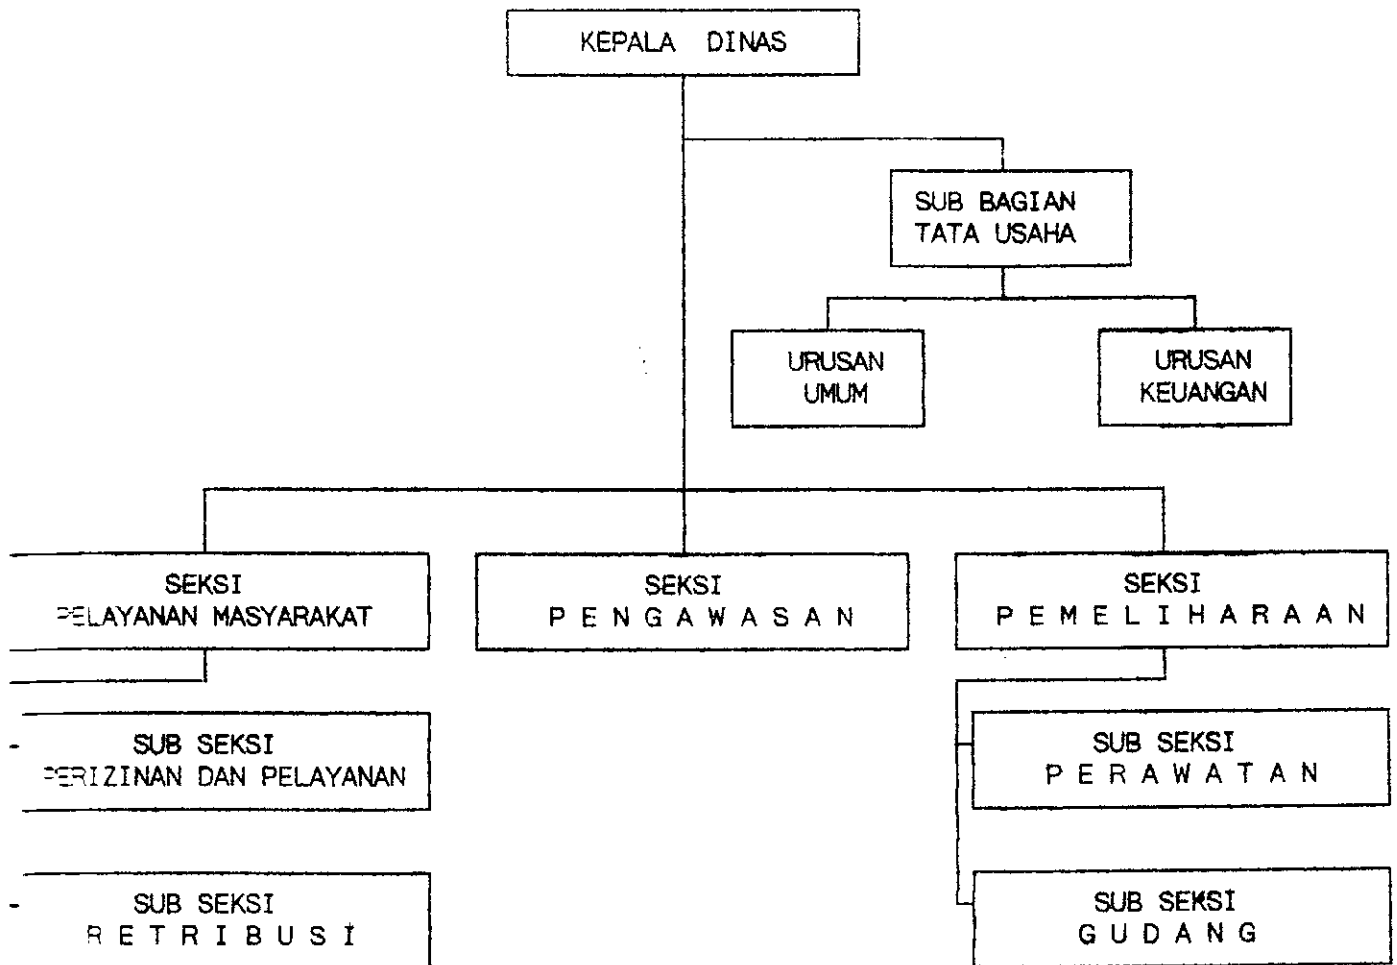 KEPALA DINAS
SUB BAGIAN
TATA USAHA
URUSAN
UMUM
URUSAN
KEUANGAN
SEKSI
PELAYANAN MASYARAKAT
SEKSI
P E N G A W A S A N
SEKSI
P E M E L I H A R A A N
SUB SEKSI
PERIZINAN DAN PELAYANAN
SUB SEKSI
P E R A W A T A N
SUB SEKSI
R E T R I B U S I
SUB SEKSI
G U D A N G